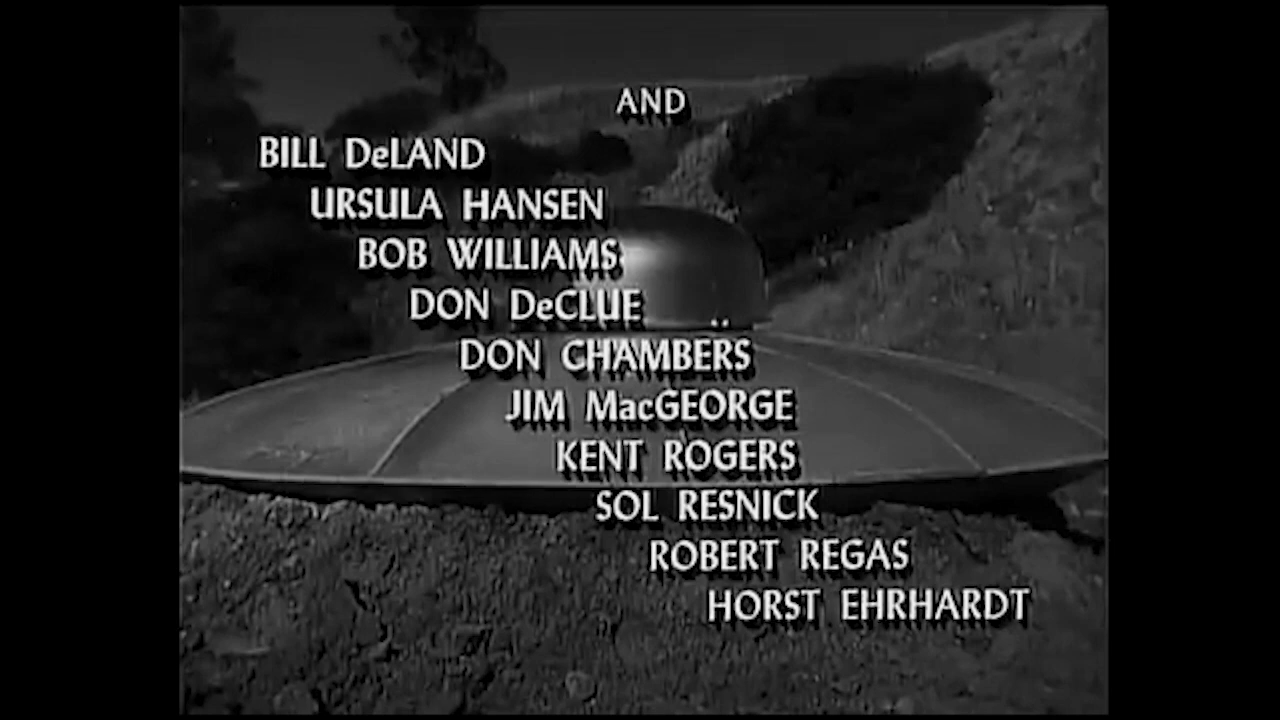 AND
BILL DeLAND
URSULA HANSEN
BOB WILLIAMS
DON DeCLUE
DON CHAMBERS
JIM MacGEORGE
KENT ROGERS
SOL RESNICK
ROBERT REGAS
HORST EHRHARDT